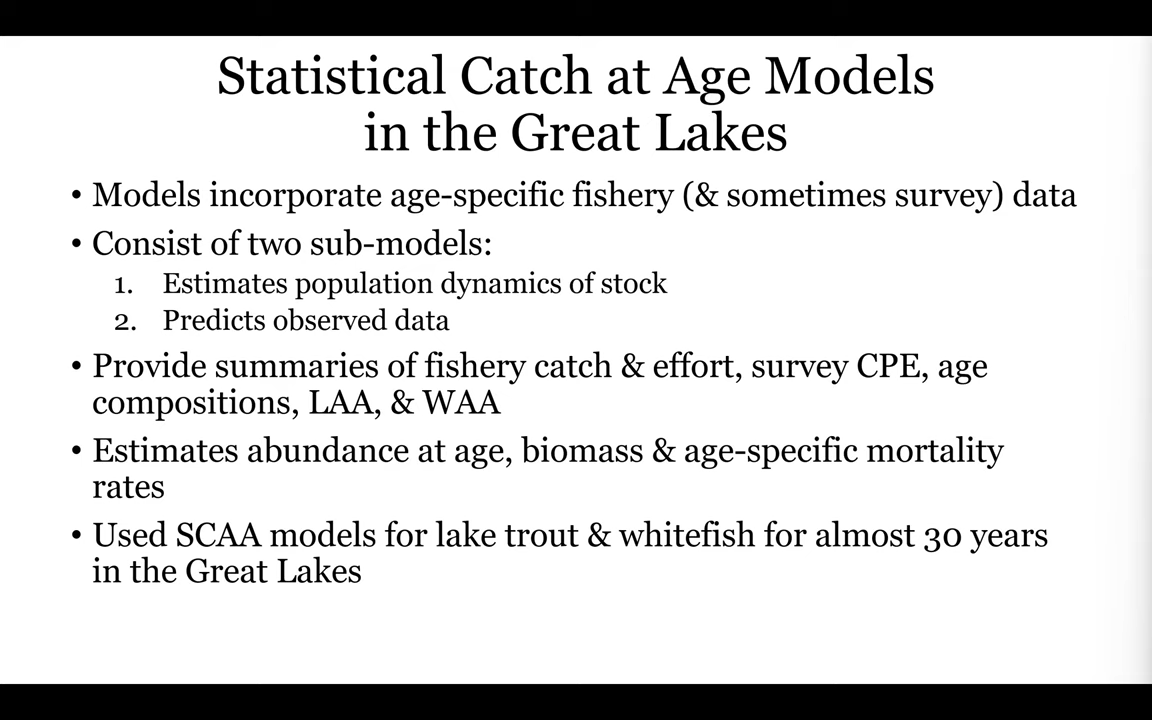 Statistical Catch at Age Models
in the Great Lakes
• Models incorporate age-specific fishery (& sometimes survey) data
• Consist of two sub-models:
1. Estimates population dynamics of stock
2. Predicts observed data
• Provide summaries of fishery catch & effort, survey CPE, age
compositions, LAA, & WAA
• Estimates abundance at age, biomass & age-specific mortality
rates
• Used SCAA models for lake trout & whitefish for almost 30 years
in the Great Lakes